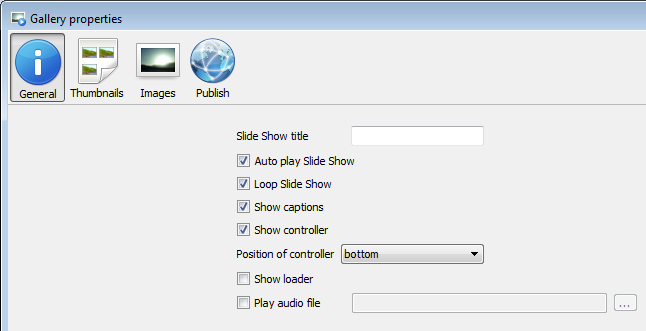 Gallery properties
General Thumbnails Images Publish
Slide Show title
Auto play Slide Show
Loop Slide Show
Show captions
Show controller
Position of controller bottom
Show loader
Play audio file ...